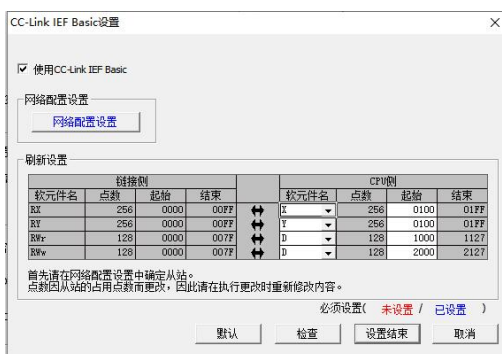 CC-Link IEF Basic设置
使用CC-Link IEF Basic
网络配置设置
网络配置设置
刷新设置
链接侧 CPU侧
软元件名 点数 起始 结束 软元件名 点数 起始 结束
RX 256 0000 00FF X 256 0100 01FF
RY 256 0000 00FF Y 256 0100 01FF
RWr 128 0000 007F D 128 1000 1127
RWw 128 0000 007F D 128 2000 2127
首先请在网络配置设置中确定从站。
点数因从站的占用点数而更改，因此请在执行更改时重新修改内容。
必须设置( 未设置 / 已设置 )
默认 检查 设置结束 取消